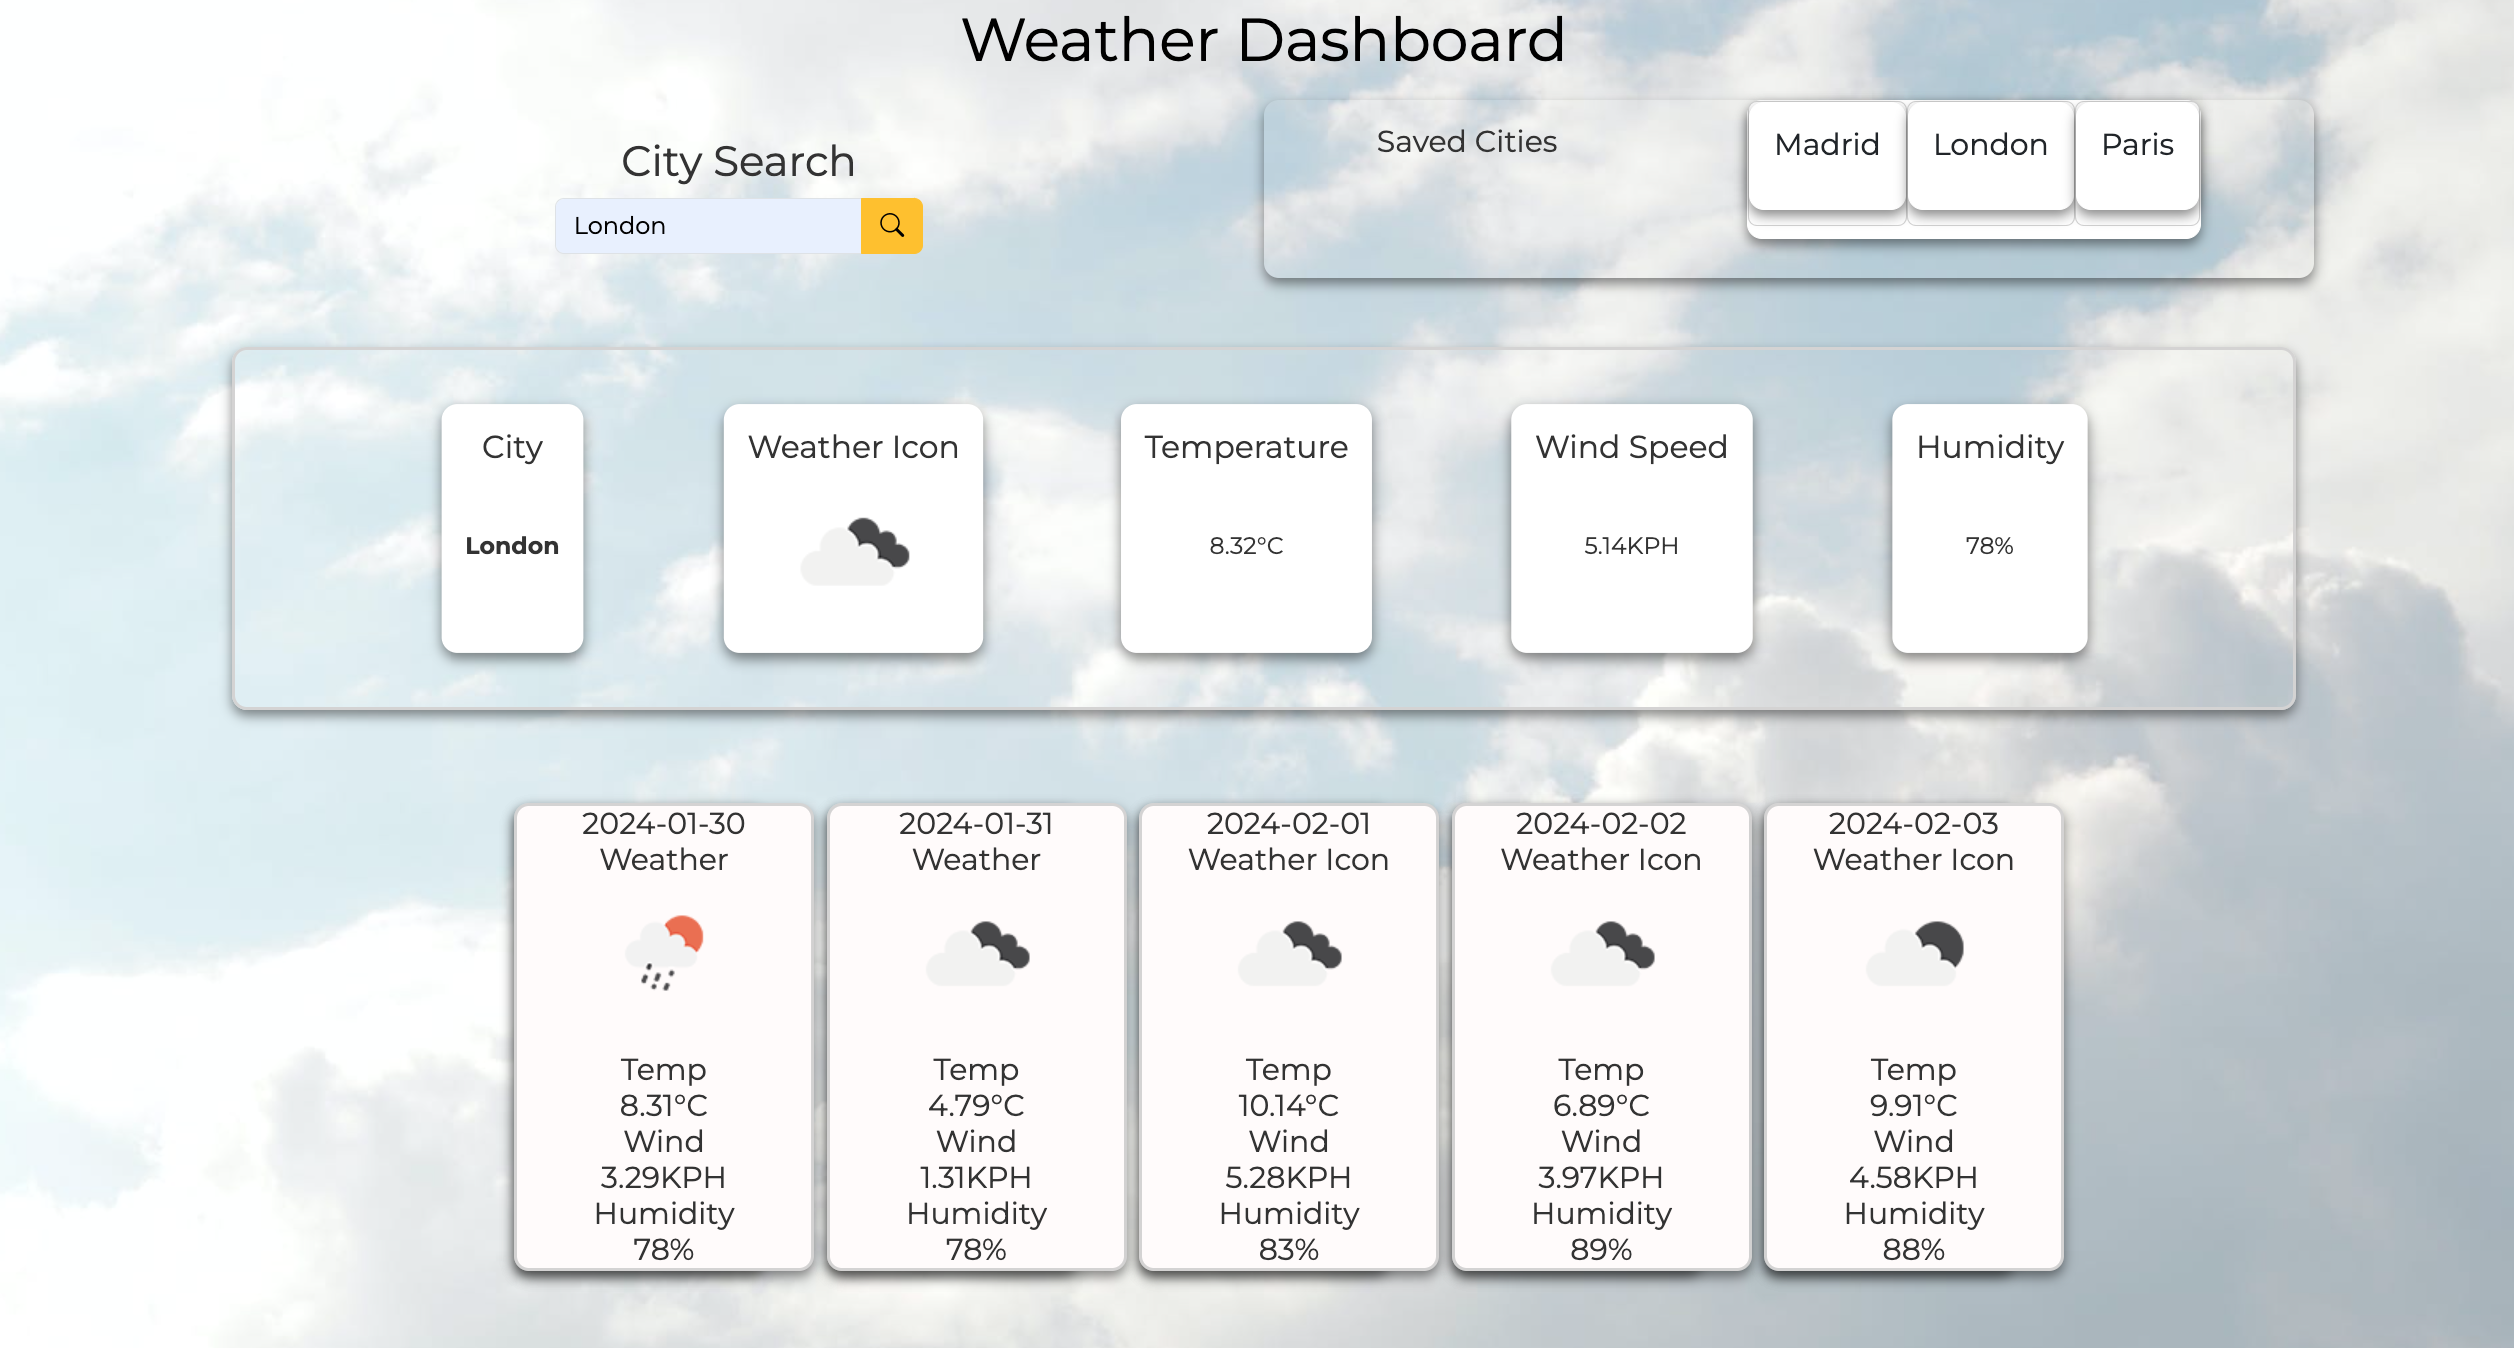 Weather Dashboard
City Search
London
Saved Cities
Madrid
London
Paris
City
London
Weather Icon
Temperature
8.32°C
Wind Speed
5.14KPH
Humidity
78%
2024-01-30
Weather
Temp
8.31°C
Wind
3.29KPH
Humidity
78%
2024-01-31
Weather
Temp
4.79°C
Wind
1.31KPH
Humidity
78%
2024-02-01
Weather Icon
Temp
10.14°C
Wind
5.28KPH
Humidity
83%
2024-02-02
Weather Icon
Temp
6.89°C
Wind
3.97KPH
Humidity
89%
2024-02-03
Weather Icon
Temp
9.91°C
Wind
4.58KPH
Humidity
88%